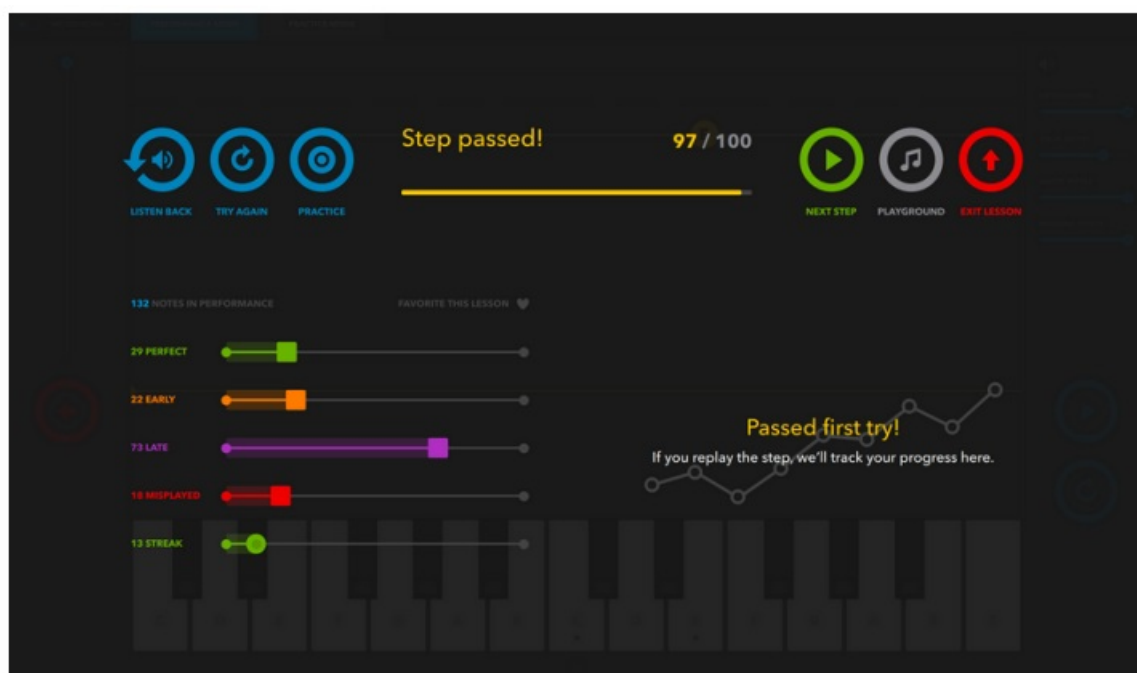 Step passed!
97 / 100
LISTEN BACK
TRY AGAIN
PRACTICE
NEXT STEP
PLAYGROUND
EXIT LESSON
132 NOTES IN PERFORMANCE
FAVORITE THIS LESSON
29 PERFECT
22 EARLY
73 LATE
18 MISPLAYED
13 STREAK
Passed first try!
If you replay the step, we'll track your progress here.